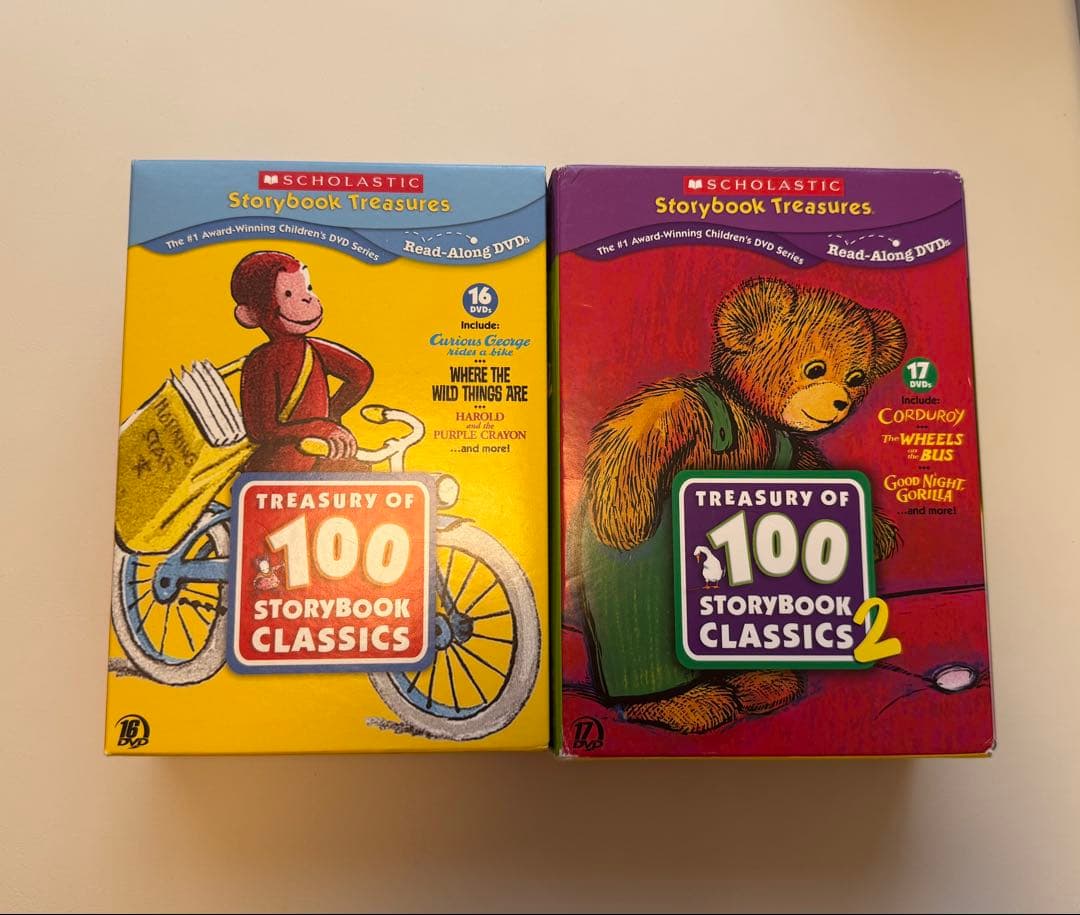 SCHOLASTIC
Storybook Treasures
The #1 Award-Winning Children's DVD Series
Read-Along DVDs
16
DVDs
Include:
Curious George
rides a bike
WHERE THE
WILD THINGS ARE
HAROLD
and the
PURPLE CRAYON
...and more!
TREASURY OF
100
STORYBOOK
CLASSICS
16
DVD
SCHOLASTIC
Storybook Treasures
The #1 Award-Winning Children's DVD Series
Read-Along DVDs
17
DVDs
Include:
CORDUROY
The WHEELS
on the BUS
GOOD NIGHT,
GORILLA
...and more!
TREASURY OF
100
STORYBOOK
CLASSICS 2
17
DVD